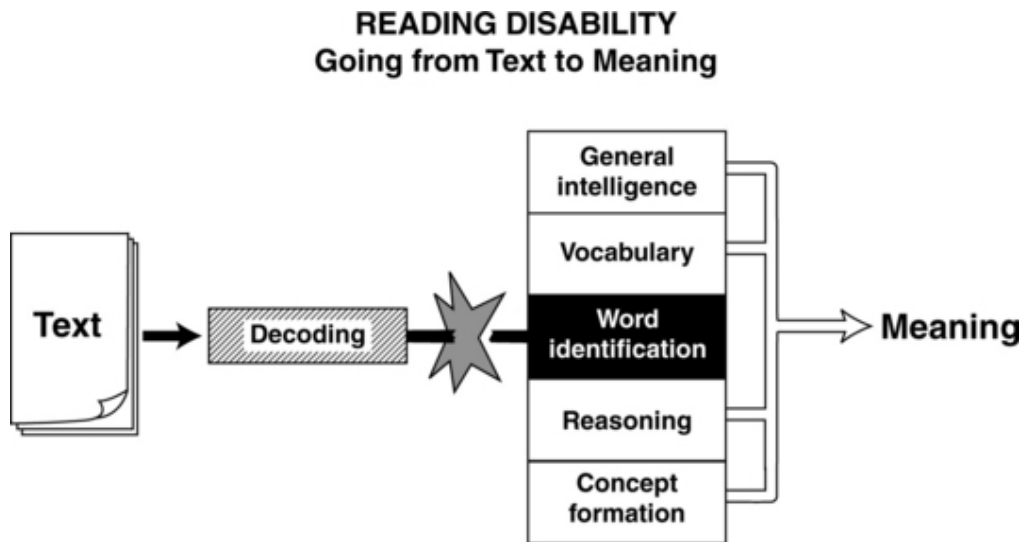 READING DISABILITY
Going from Text to Meaning
Text
Decoding
General
intelligence
Vocabulary
Word
identification
Reasoning
Concept
formation
Meaning